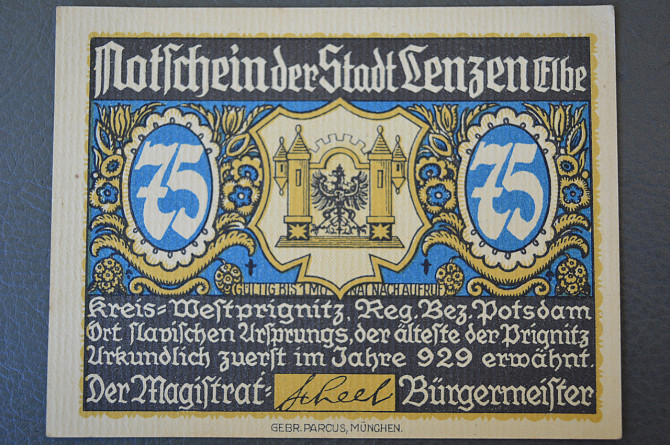 Notschein der Stadt Lenzen Elbe
75 75
GÜLTIG BIS 1 MONAT NACH AUFRUF
Kreis=Westprignitz, Reg. Bez. Potsdam
Ort slavischen Ursprungs, der älteste der Prignitz
Urkundlich zuerst im Jahre 929 erwähnt.
Der Magistrat: Scheel Bürgermeister
GEBR. PARCUS, MÜNCHEN.